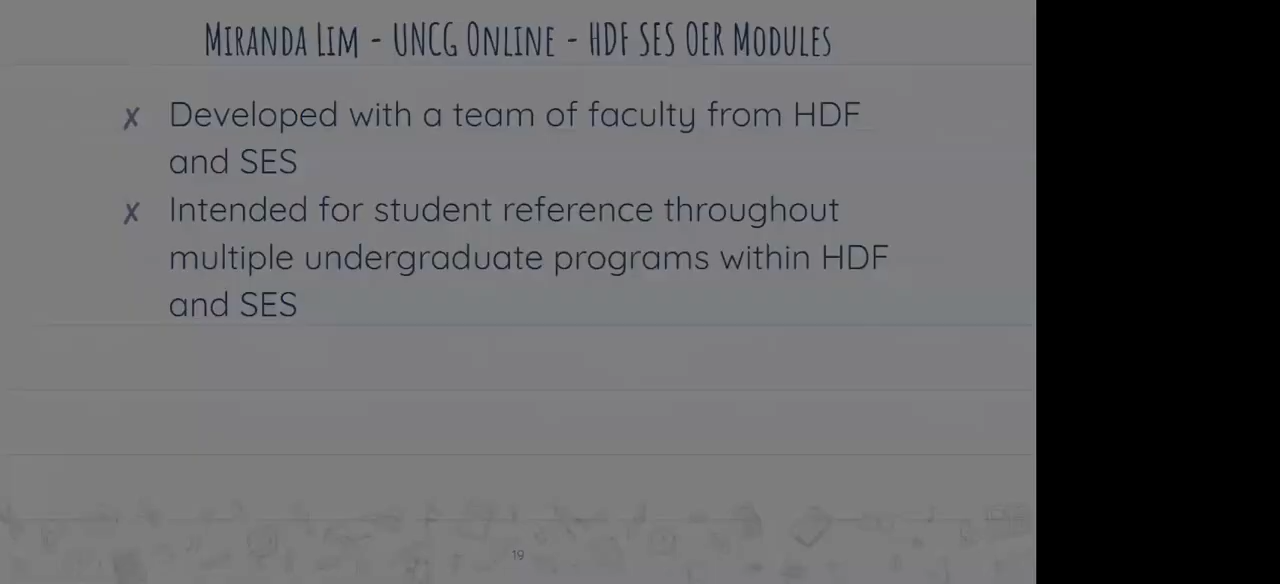 Miranda Lim - UNCG Online - HDF SES OER Modules
✗ Developed with a team of faculty from HDF
and SES
✗ Intended for student reference throughout
multiple undergraduate programs within HDF
and SES
19